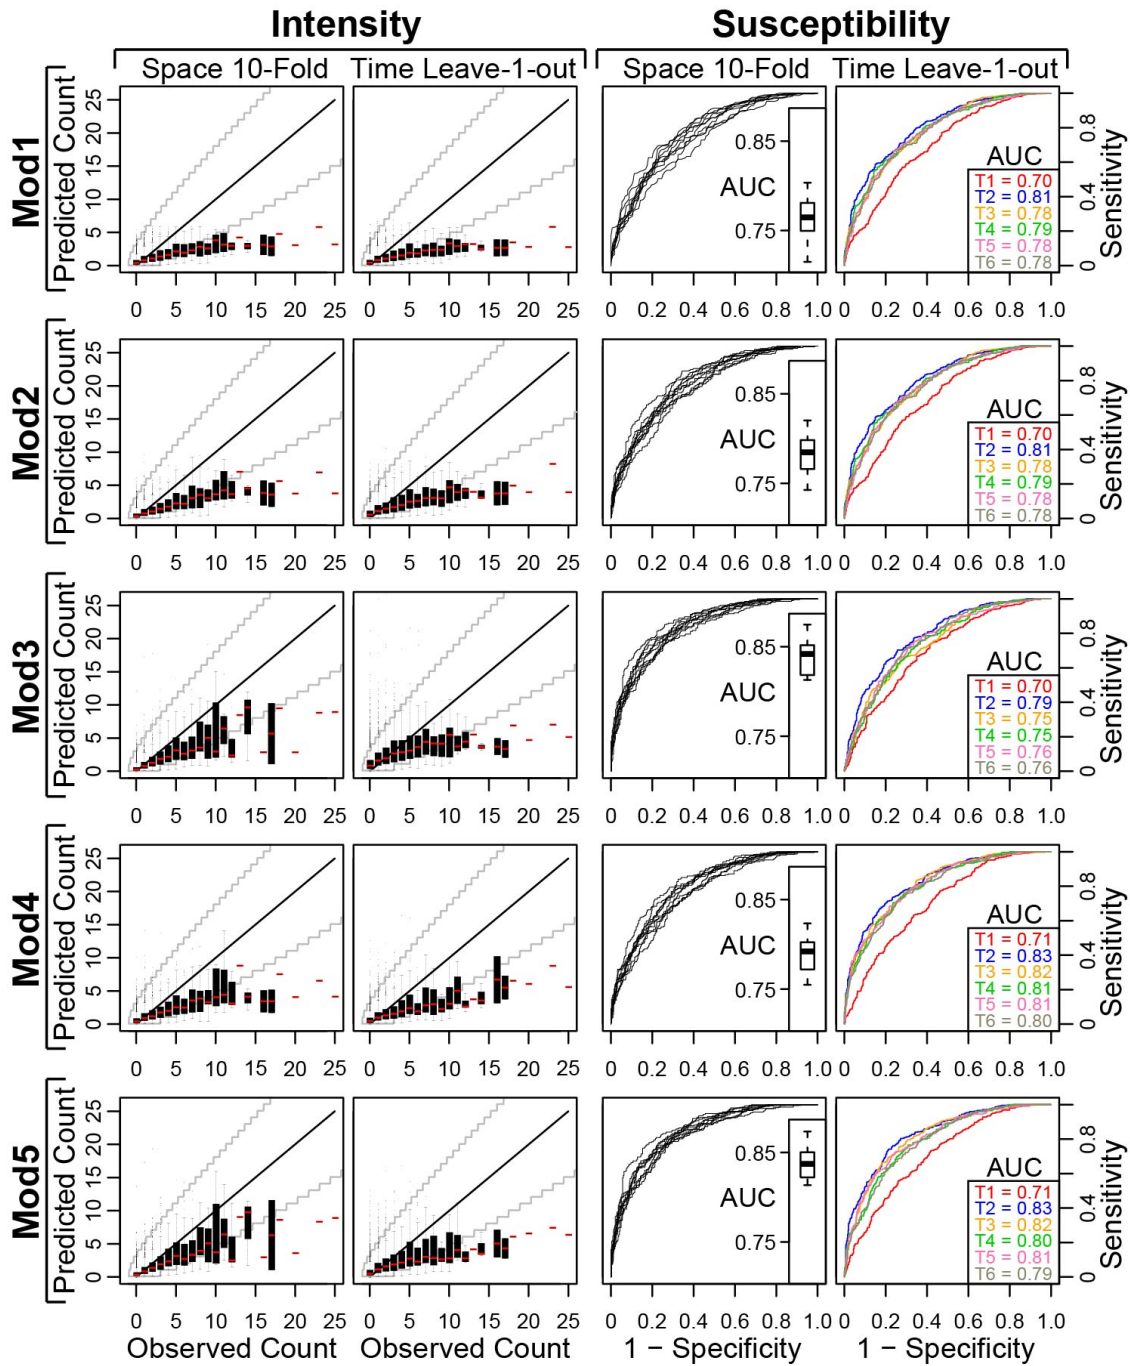 Intensity Susceptibility
Space 10-Fold Time Leave-1-out Space 10-Fold Time Leave-1-out
Mod1
Predicted Count
0 5 10 15 20 25
0 5 10 15 20 25
0 5 10 15 20 25
AUC
0.85
0.75
0 0.2 0.4 0.6 0.8 1.0
AUC
T1 = 0.70
T2 = 0.81
T3 = 0.78
T4 = 0.79
T5 = 0.78
T6 = 0.78
0 0.2 0.4 0.6 0.8 1.0
0 0.4 0.8
Sensitivity
Mod2
Predicted Count
0 5 10 15 20 25
0 5 10 15 20 25
0 5 10 15 20 25
AUC
0.85
0.75
0 0.2 0.4 0.6 0.8 1.0
AUC
T1 = 0.70
T2 = 0.81
T3 = 0.78
T4 = 0.79
T5 = 0.78
T6 = 0.78
0 0.2 0.4 0.6 0.8 1.0
0 0.4 0.8
Sensitivity
Mod3
Predicted Count
0 5 10 15 20 25
0 5 10 15 20 25
0 5 10 15 20 25
AUC
0.85
0.75
0 0.2 0.4 0.6 0.8 1.0
AUC
T1 = 0.70
T2 = 0.79
T3 = 0.75
T4 = 0.75
T5 = 0.76
T6 = 0.76
0 0.2 0.4 0.6 0.8 1.0
0 0.4 0.8
Sensitivity
Mod4
Predicted Count
0 5 10 15 20 25
0 5 10 15 20 25
0 5 10 15 20 25
AUC
0.85
0.75
0 0.2 0.4 0.6 0.8 1.0
AUC
T1 = 0.71
T2 = 0.83
T3 = 0.82
T4 = 0.81
T5 = 0.81
T6 = 0.80
0 0.2 0.4 0.6 0.8 1.0
0 0.4 0.8
Sensitivity
Mod5
Predicted Count
0 5 10 15 20 25
0 5 10 15 20 25
0 5 10 15 20 25
AUC
0.85
0.75
0 0.2 0.4 0.6 0.8 1.0
AUC
T1 = 0.71
T2 = 0.83
T3 = 0.82
T4 = 0.80
T5 = 0.81
T6 = 0.79
0 0.2 0.4 0.6 0.8 1.0
0 0.4 0.8
Sensitivity
Observed Count Observed Count 1 − Specificity 1 − Specificity